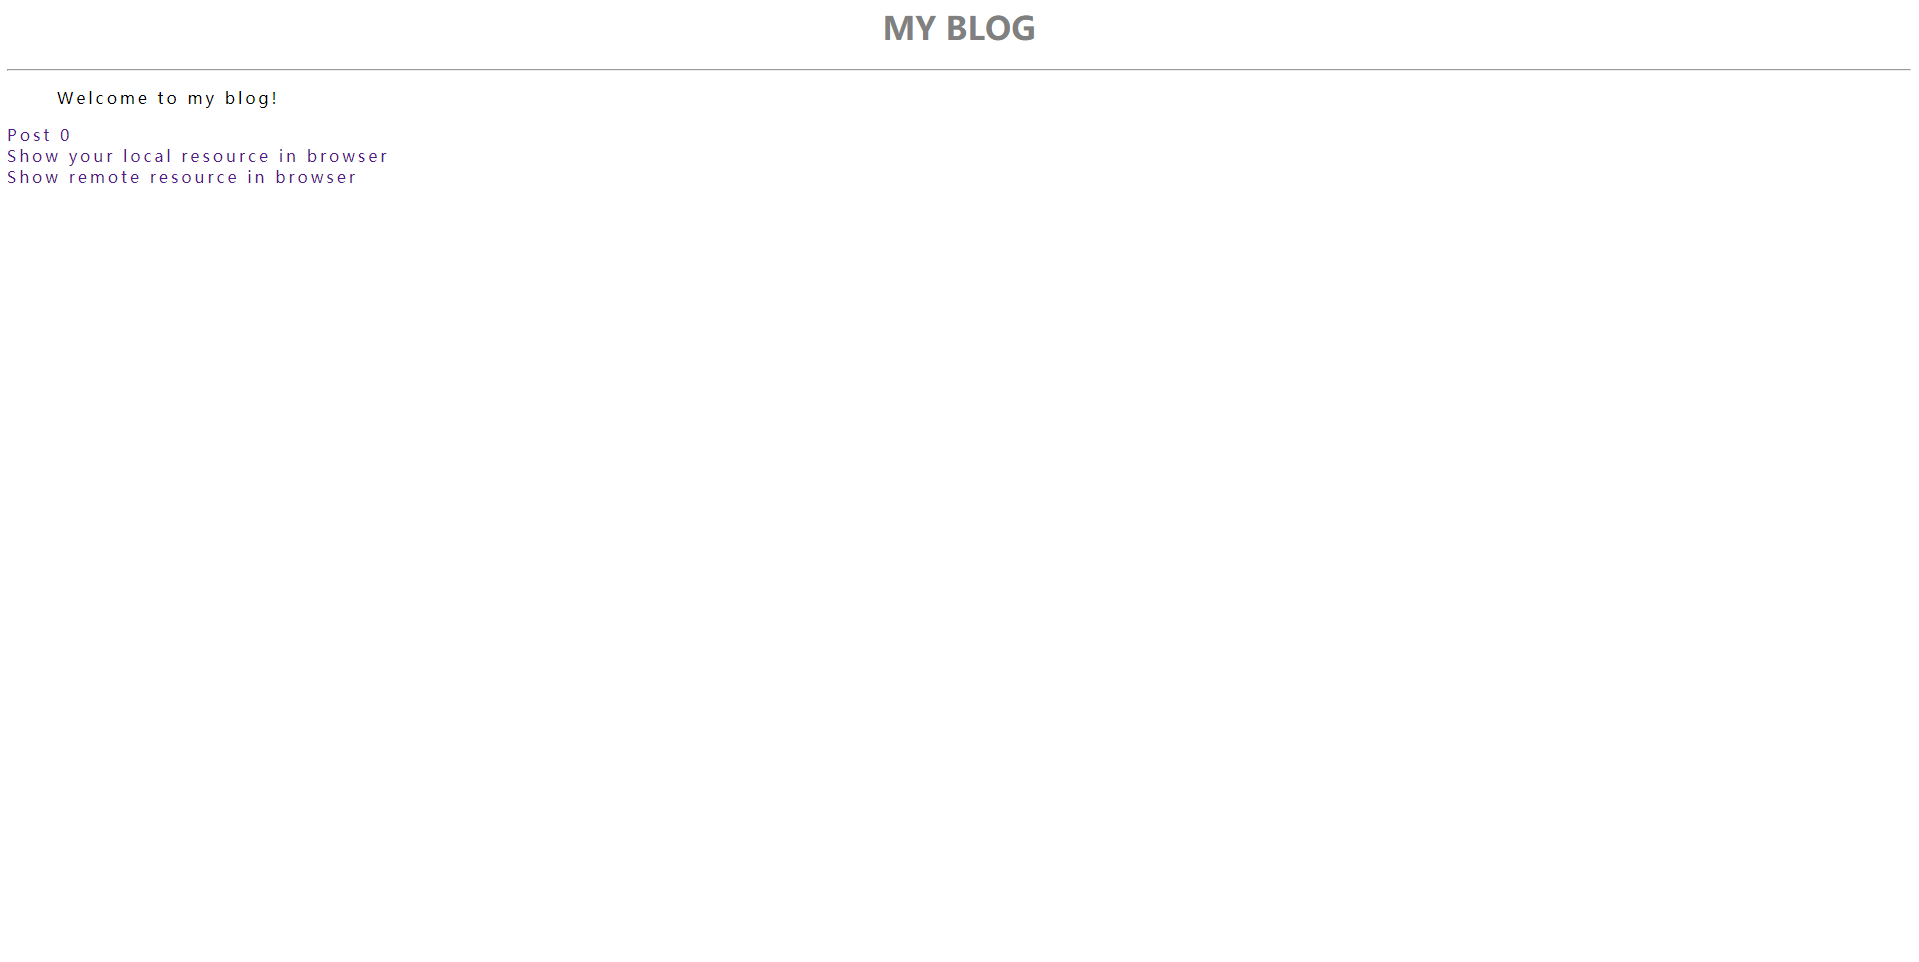 MY BLOG
Welcome to my blog!
Post 0
Show your local resource in browser
Show remote resource in browser